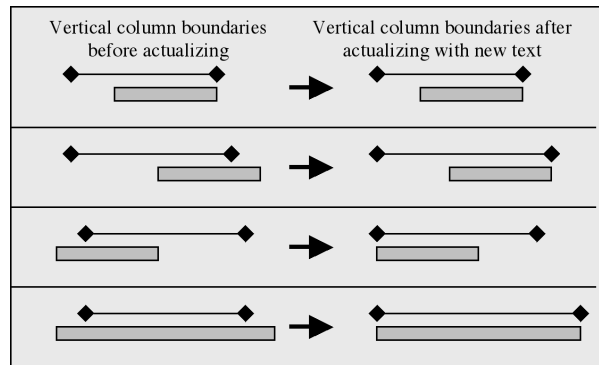 Vertical column boundaries
before actualizing
Vertical column boundaries after
actualizing with new text